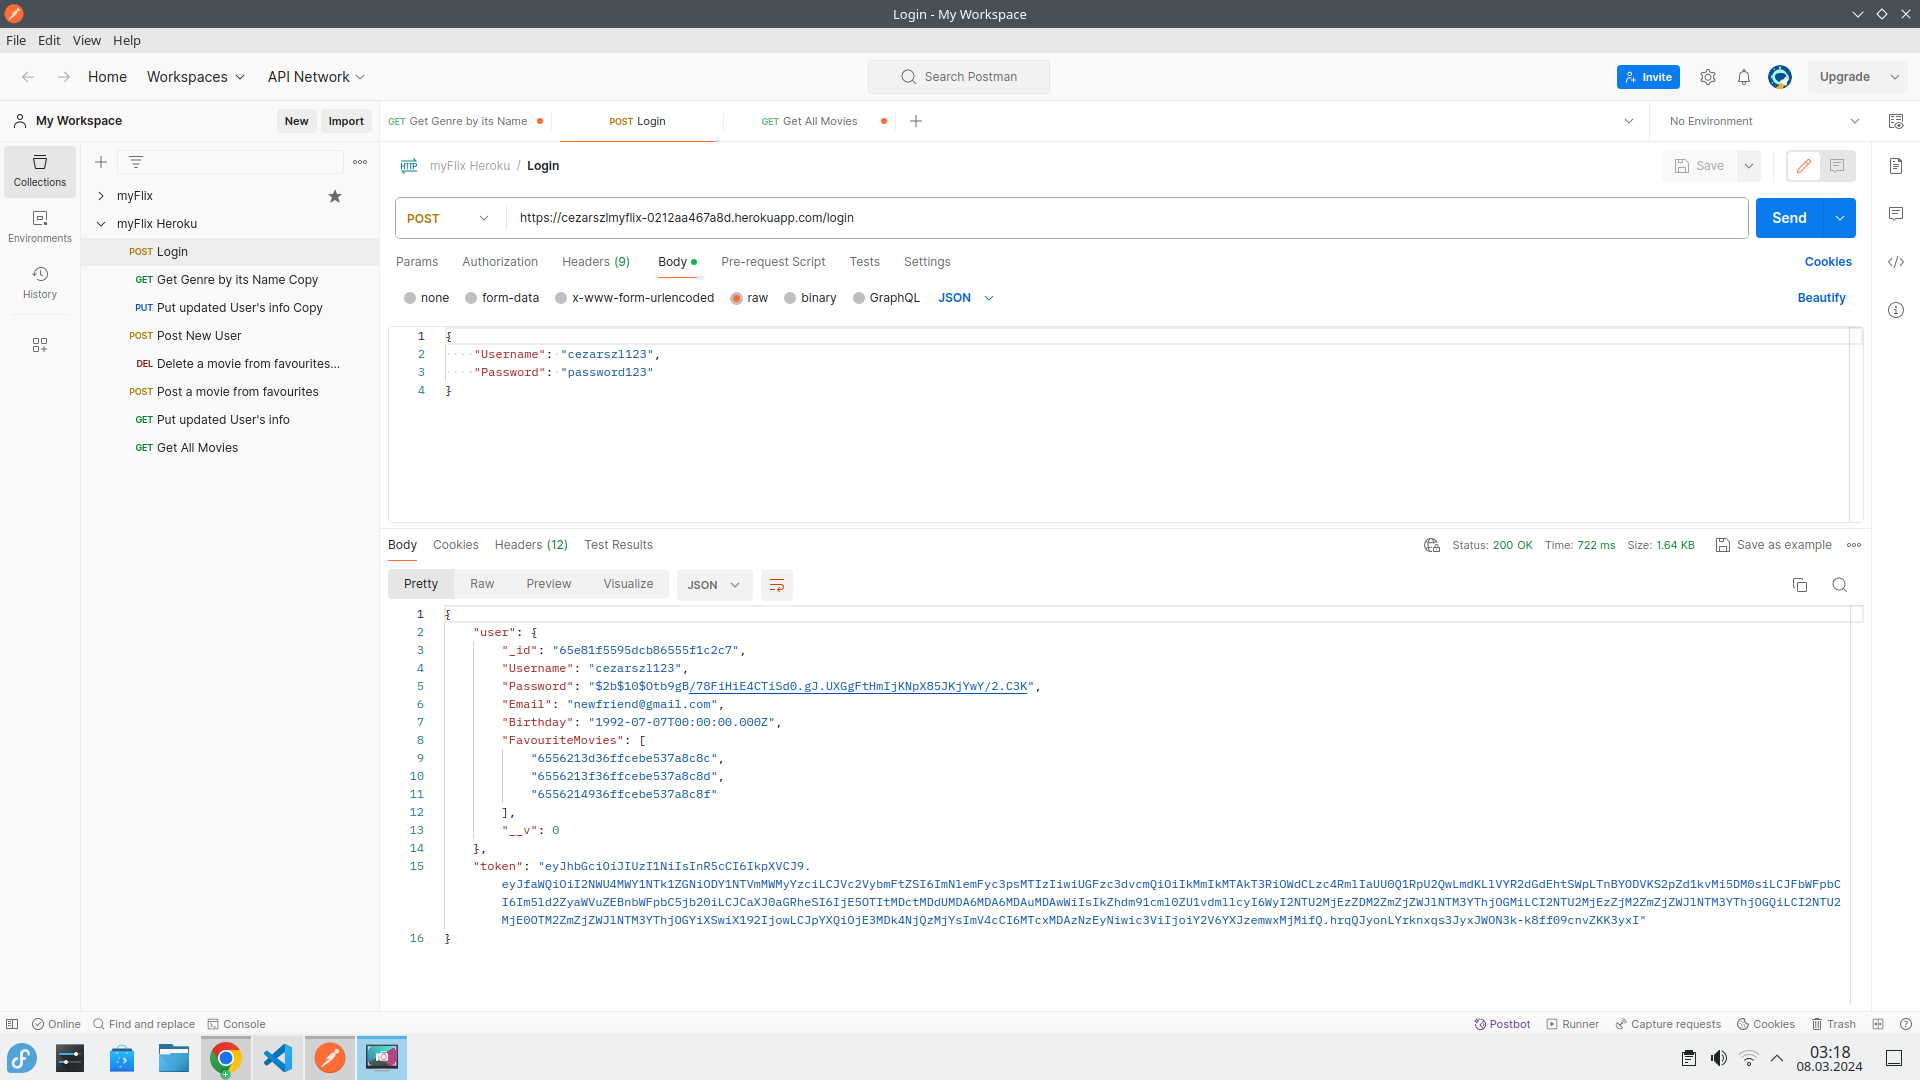 Login - My Workspace
File Edit View Help
Home Workspaces API Network Search Postman Invite Upgrade
My Workspace New Import GET Get Genre by its Name POST Login GET Get All Movies No Environment
Collections
Environments
History
myFlix
myFlix Heroku
POST Login
GET Get Genre by its Name Copy
PUT Put updated User's info Copy
POST Post New User
DEL Delete a movie from favourites...
POST Post a movie from favourites
GET Put updated User's info
GET Get All Movies
HTTP myFlix Heroku / Login Save
POST https://cezarszlmyflix-0212aa467a8d.herokuapp.com/login Send
Params Authorization Headers (9) Body Pre-request Script Tests Settings Cookies
none form-data x-www-form-urlencoded raw binary GraphQL JSON Beautify
1 {
2 "Username": "cezarszl123",
3 "Password": "password123"
4 }
Body Cookies Headers (12) Test Results Status: 200 OK Time: 722 ms Size: 1.64 KB Save as example
Pretty Raw Preview Visualize JSON
1 {
2 "user": {
3 "_id": "65e81f5595dcb86555f1c2c7",
4 "Username": "cezarszl123",
5 "Password": "$2b$10$Otb9gB/78FiHiE4CTiSd0.gJ.UXGgFtHmIjKNpX85JKjYwY/2.C3K",
6 "Email": "newfriend@gmail.com",
7 "Birthday": "1992-07-07T00:00:00.000Z",
8 "FavouriteMovies": [
9 "6556213d36ffcebe537a8c8c",
10 "6556213f36ffcebe537a8c8d",
11 "6556214936ffcebe537a8c8f"
12 ],
13 "__v": 0
14 },
15 "token": "eyJhbGciOiJIUzI1NiIsInR5cCI6IkpXVCJ9.
16 }
Online Find and replace Console Postbot Runner Capture requests Cookies Trash
03:18
08.03.2024